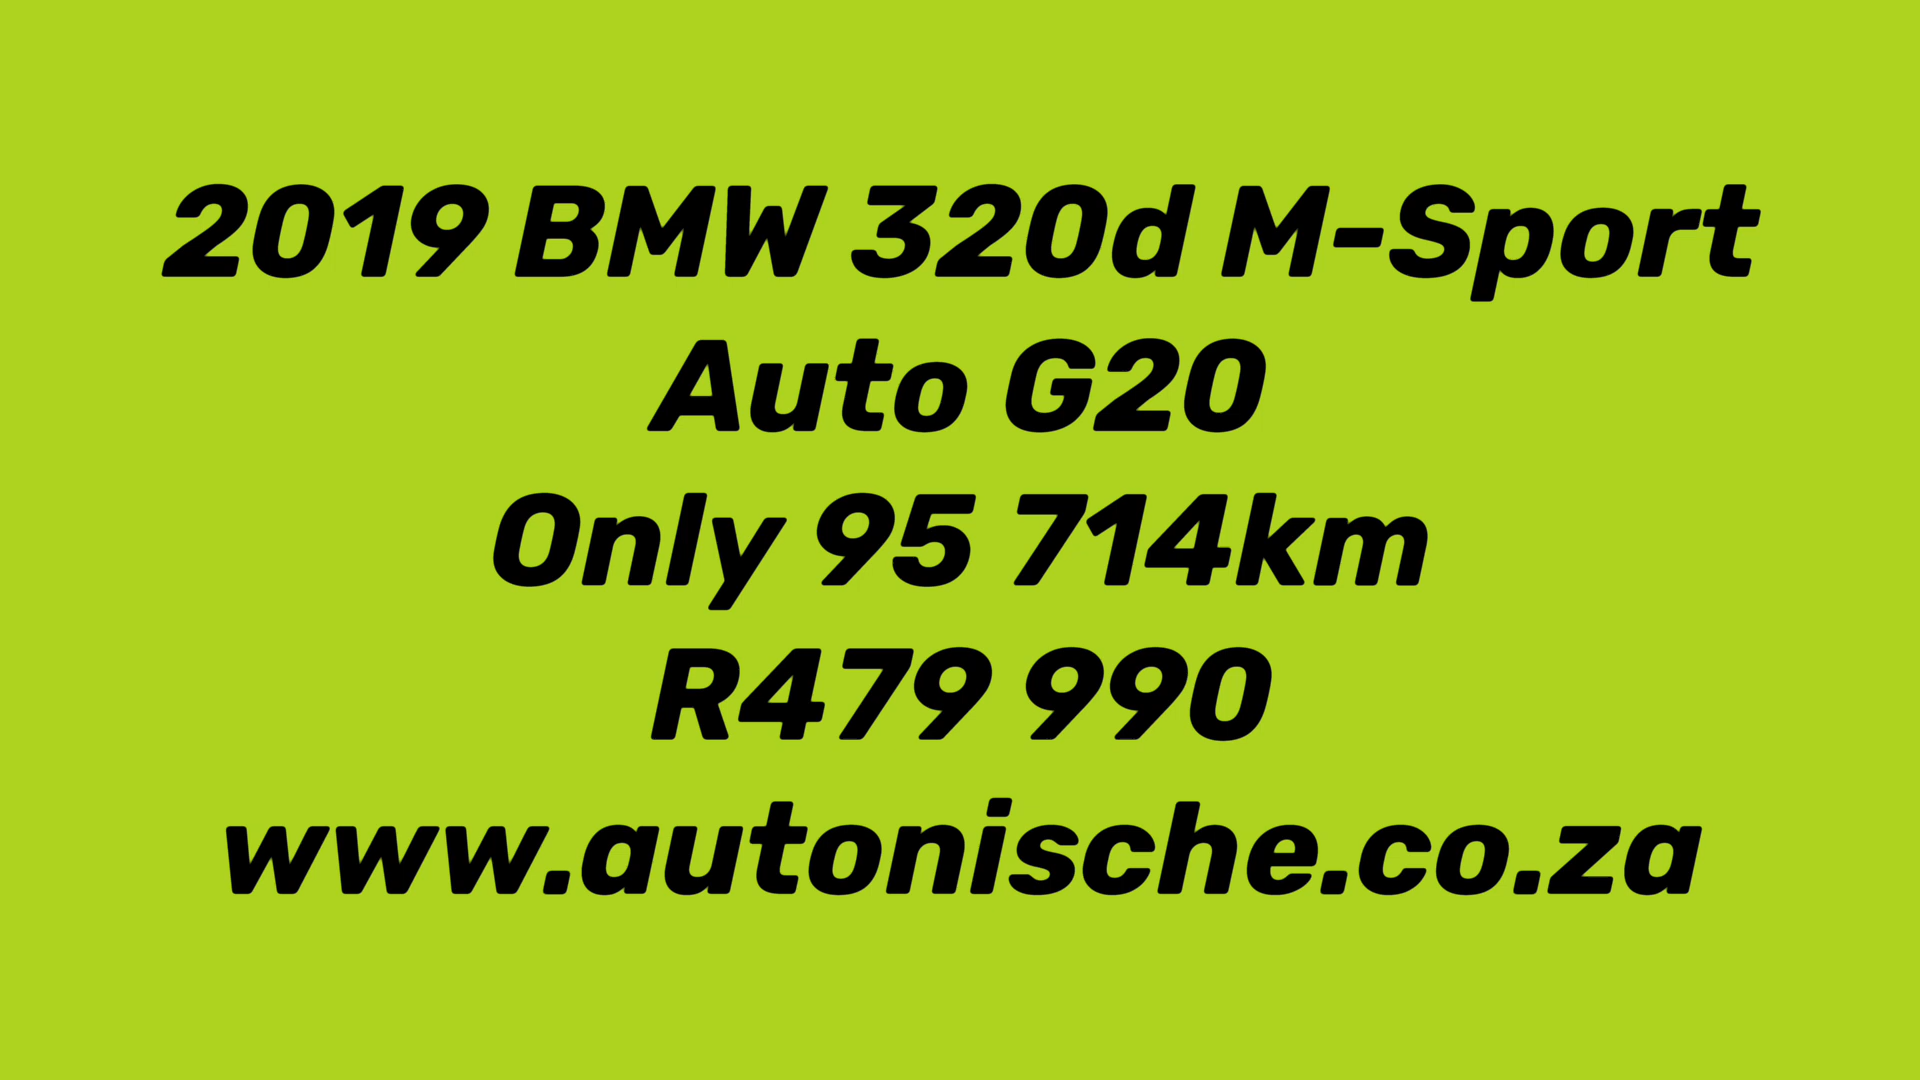 2019 BMW 320d M-Sport
Auto G20
Only 95 714km
R479 990
www.autonische.co.za